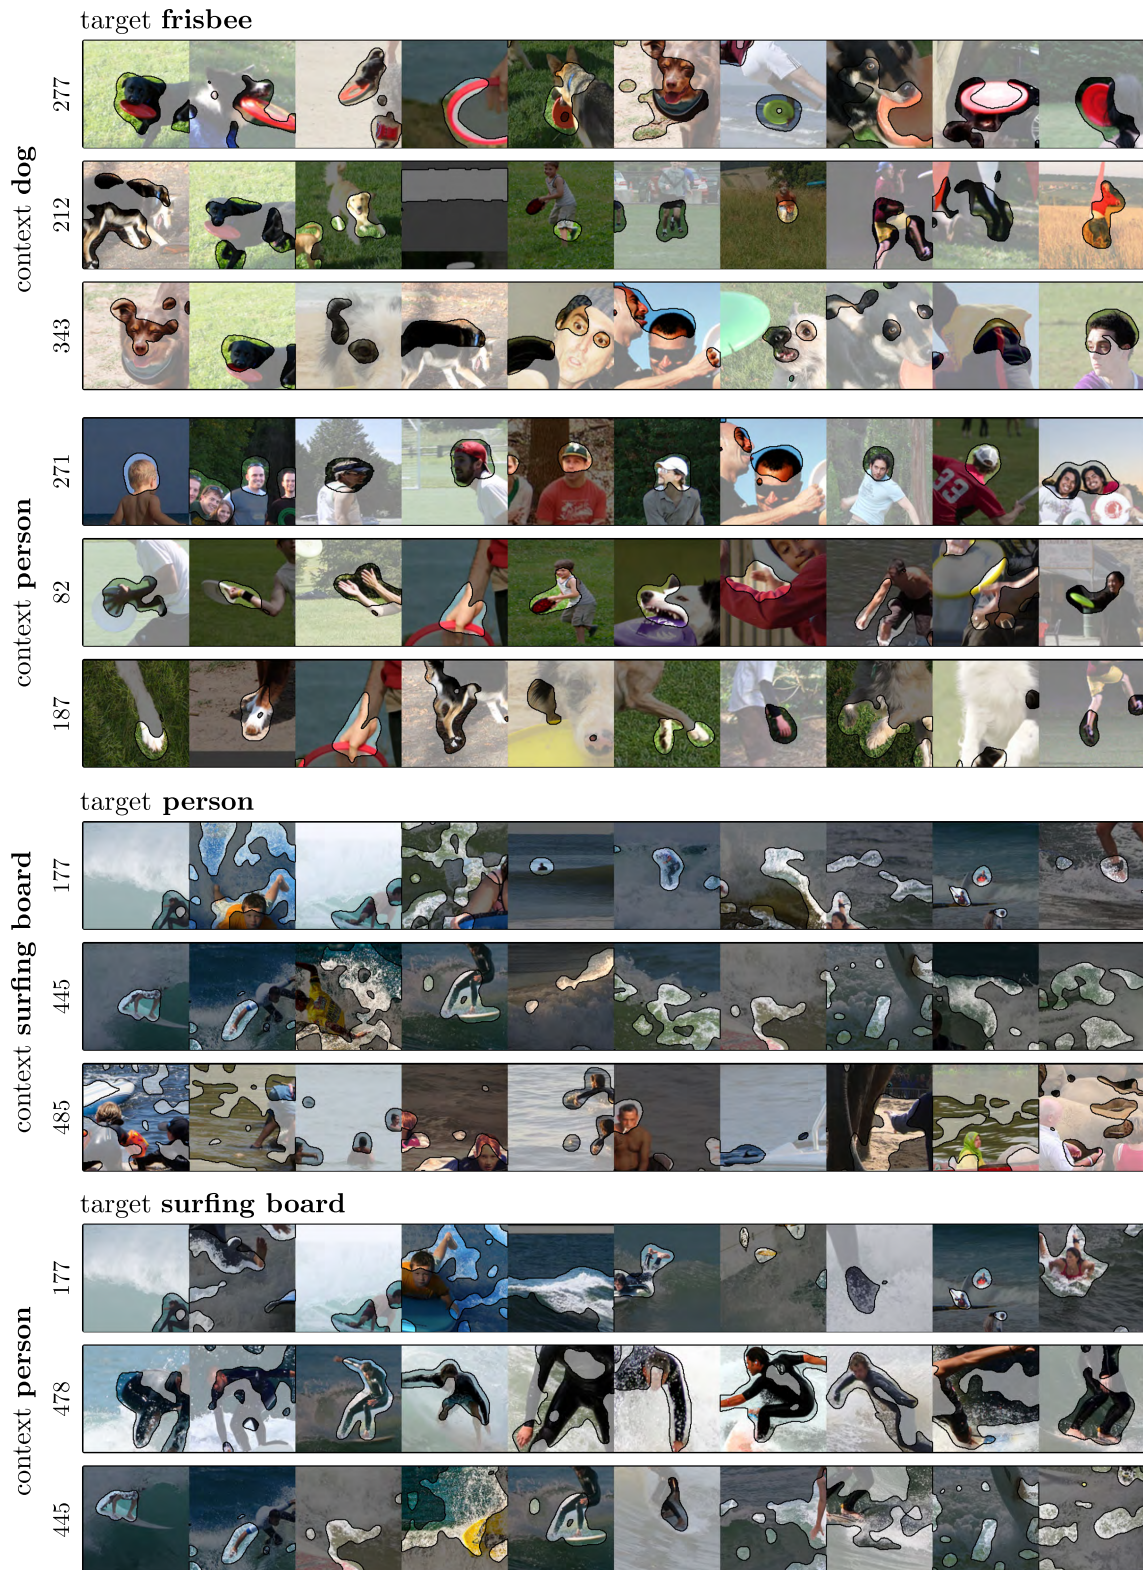 target frisbee
context dog
277
212
343
context person
271
33
82
187
target person
context surfing board
177
445
485
target surfing board
context person
177
478
445